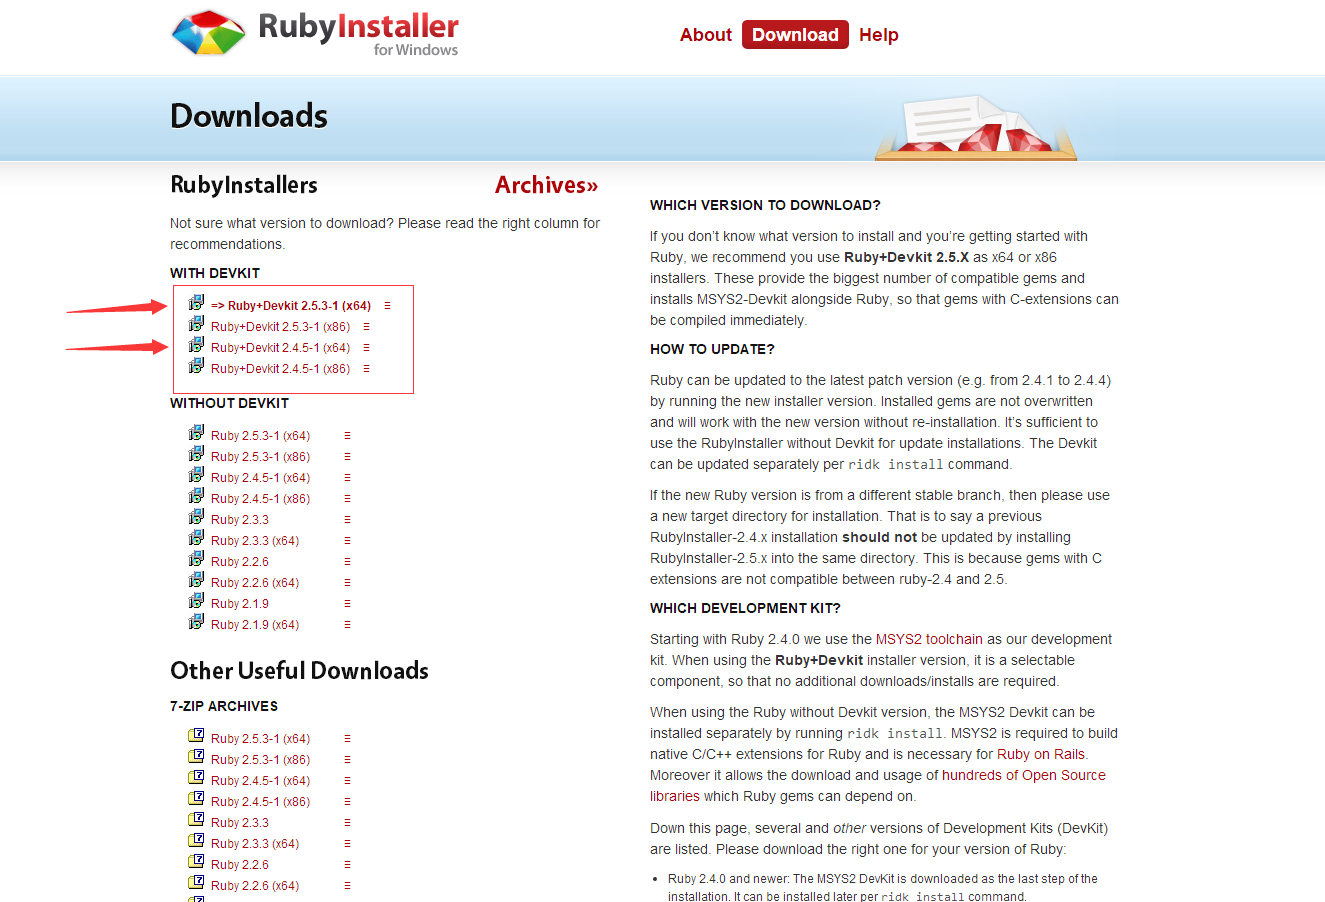 RubyInstaller
for Windows
About Download Help
Downloads
RubyInstallers
Archives»
Not sure what version to download? Please read the right column for
recommendations.
WITH DEVKIT
=> Ruby+Devkit 2.5.3-1 (x64)
Ruby+Devkit 2.5.3-1 (x86)
Ruby+Devkit 2.4.5-1 (x64)
Ruby+Devkit 2.4.5-1 (x86)
WITHOUT DEVKIT
Ruby 2.5.3-1 (x64)
Ruby 2.5.3-1 (x86)
Ruby 2.4.5-1 (x64)
Ruby 2.4.5-1 (x86)
Ruby 2.3.3
Ruby 2.3.3 (x64)
Ruby 2.2.6
Ruby 2.2.6 (x64)
Ruby 2.1.9
Ruby 2.1.9 (x64)
Other Useful Downloads
7-ZIP ARCHIVES
Ruby 2.5.3-1 (x64)
Ruby 2.5.3-1 (x86)
Ruby 2.4.5-1 (x64)
Ruby 2.4.5-1 (x86)
Ruby 2.3.3
Ruby 2.3.3 (x64)
Ruby 2.2.6
Ruby 2.2.6 (x64)
WHICH VERSION TO DOWNLOAD?
If you don't know what version to install and you're getting started with
Ruby, we recommend you use Ruby+Devkit 2.5.X as x64 or x86
installers. These provide the biggest number of compatible gems and
installs MSYS2-Devkit alongside Ruby, so that gems with C-extensions can
be compiled immediately.
HOW TO UPDATE?
Ruby can be updated to the latest patch version (e.g. from 2.4.1 to 2.4.4)
by running the new installer version. Installed gems are not overwritten
and will work with the new version without re-installation. It's sufficient to
use the RubyInstaller without Devkit for update installations. The Devkit
can be updated separately per ridk install command.
If the new Ruby version is from a different stable branch, then please use
a new target directory for installation. That is to say a previous
RubyInstaller-2.4.x installation should not be updated by installing
RubyInstaller-2.5.x into the same directory. This is because gems with C
extensions are not compatible between ruby-2.4 and 2.5.
WHICH DEVELOPMENT KIT?
Starting with Ruby 2.4.0 we use the MSYS2 toolchain as our development
kit. When using the Ruby+Devkit installer version, it is a selectable
component, so that no additional downloads/installs are required.
When using the Ruby without Devkit version, the MSYS2 Devkit can be
installed separately by running ridk install. MSYS2 is required to build
native C/C++ extensions for Ruby and is necessary for Ruby on Rails.
Moreover it allows the download and usage of hundreds of Open Source
libraries which Ruby gems can depend on.
Down this page, several and other versions of Development Kits (DevKit)
are listed. Please download the right one for your version of Ruby:
• Ruby 2.4.0 and newer: The MSYS2 DevKit is downloaded as the last step of the
installation. It can be installed later per ridk install command.